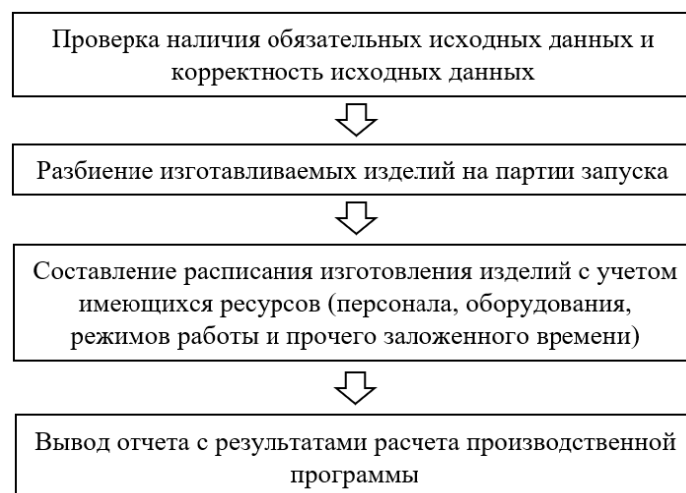 Проверка наличия обязательных исходных данных и
корректность исходных данных
Разбиение изготавливаемых изделий на партии запуска
Составление расписания изготовления изделий с учетом
имеющихся ресурсов (персонала, оборудования,
режимов работы и прочего заложенного времени)
Вывод отчета с результатами расчета производственной
программы